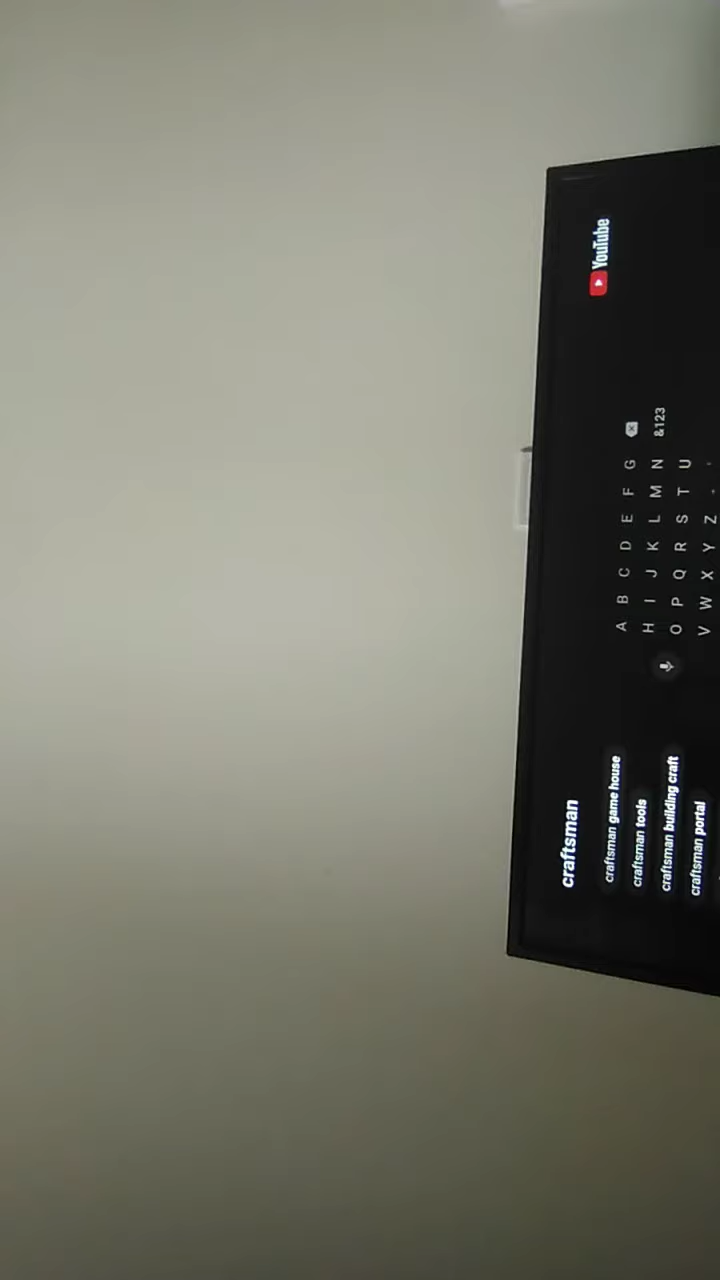 craftsman
craftsman game house
craftsman tools
craftsman building craft
craftsman portal
A B C D E F G
H I J K L M N &123
O P Q R S T U
V W X Y Z - '
YouTube